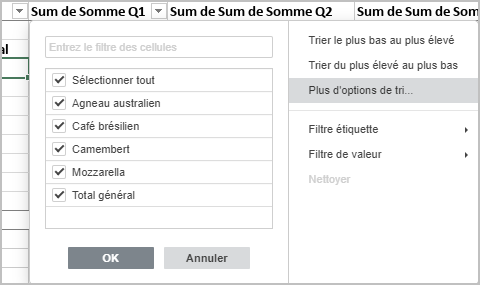 Sum de Somme Q1 Sum de Sum de Somme Q2 Sum de Sum de Som
al
Entrez le filtre des cellules
Sélectionner tout
Agneau australien
Café brésilien
Camembert
Mozzarella
Total général
OK Annuler
Trier le plus bas au plus élevé
Trier du plus élevé au plus bas
Plus d'options de tri...
Filtre étiquette
Filtre de valeur
Nettoyer